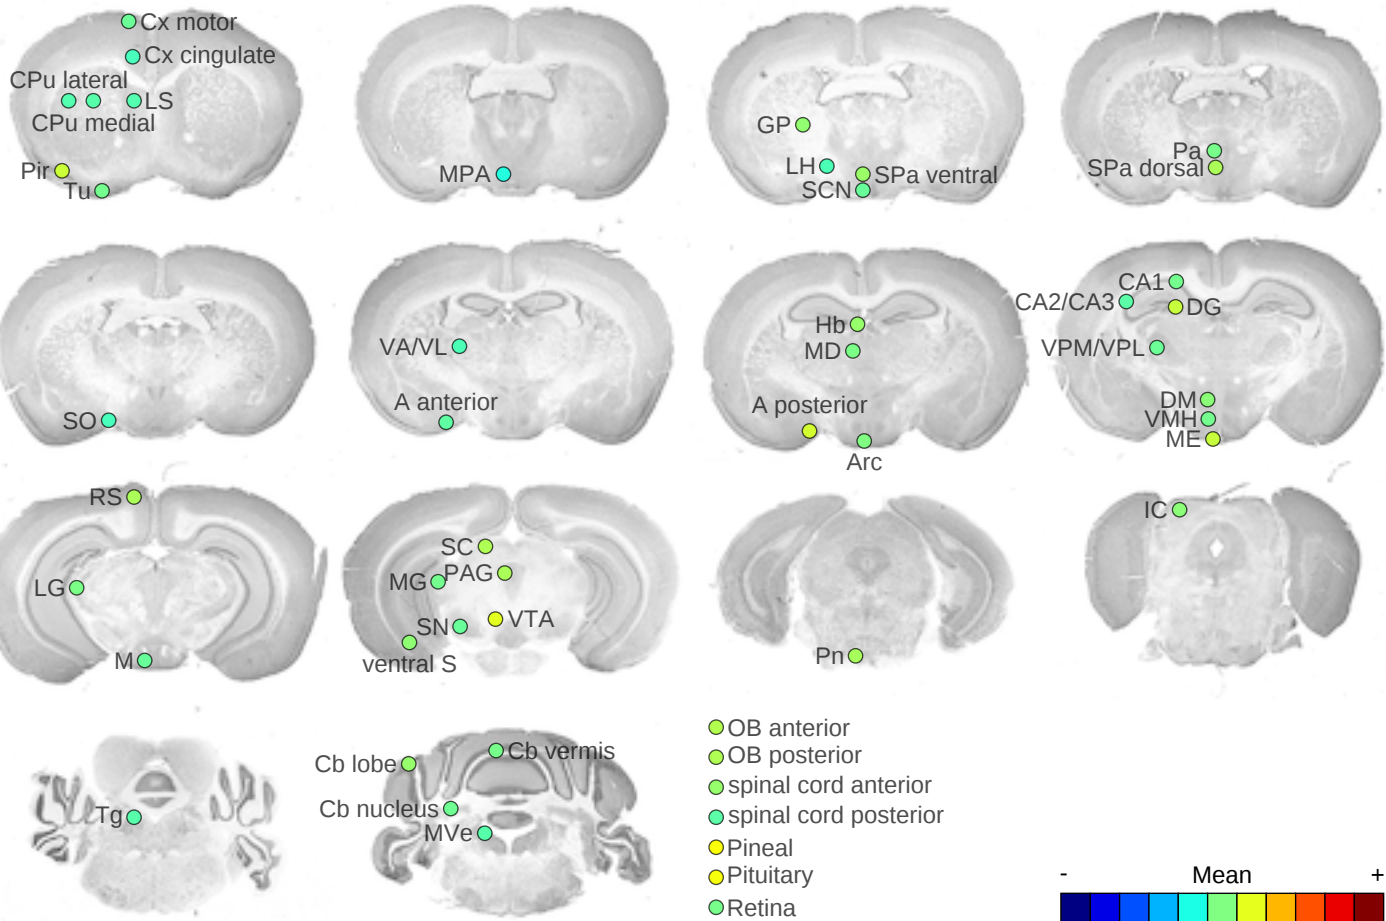 Cx motor
Cx cingulate
CPu lateral
LS
CPu medial
Pir
Tu
MPA
GP
LH
SPa ventral
SCN
Pa
SPa dorsal
SO
VA/VL
A anterior
Hb
MD
A posterior
Arc
CA1
CA2/CA3
DG
VPM/VPL
DM
VMH
ME
RS
LG
M
SC
PAG
MG
VTA
SN
ventral S
Pn
IC
Tg
Cb vermis
Cb lobe
Cb nucleus
MVe
OB anterior
OB posterior
spinal cord anterior
spinal cord posterior
Pineal
Pituitary
Retina
- Mean +